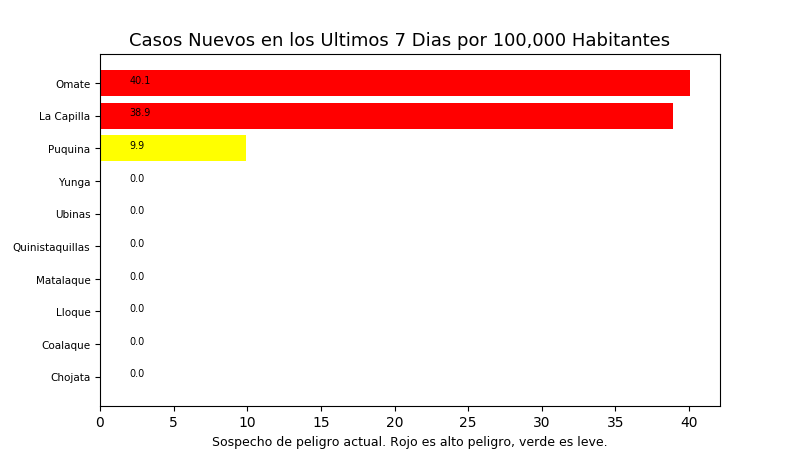 Casos Nuevos en los Ultimos 7 Dias por 100,000 Habitantes
Omate 40.1
La Capilla 38.9
Puquina 9.9
Yunga 0.0
Ubinas 0.0
Quinistaquillas 0.0
Matalaque 0.0
Lloque 0.0
Coalaque 0.0
Chojata 0.0
0 5 10 15 20 25 30 35 40
Sospecho de peligro actual. Rojo es alto peligro, verde es leve.